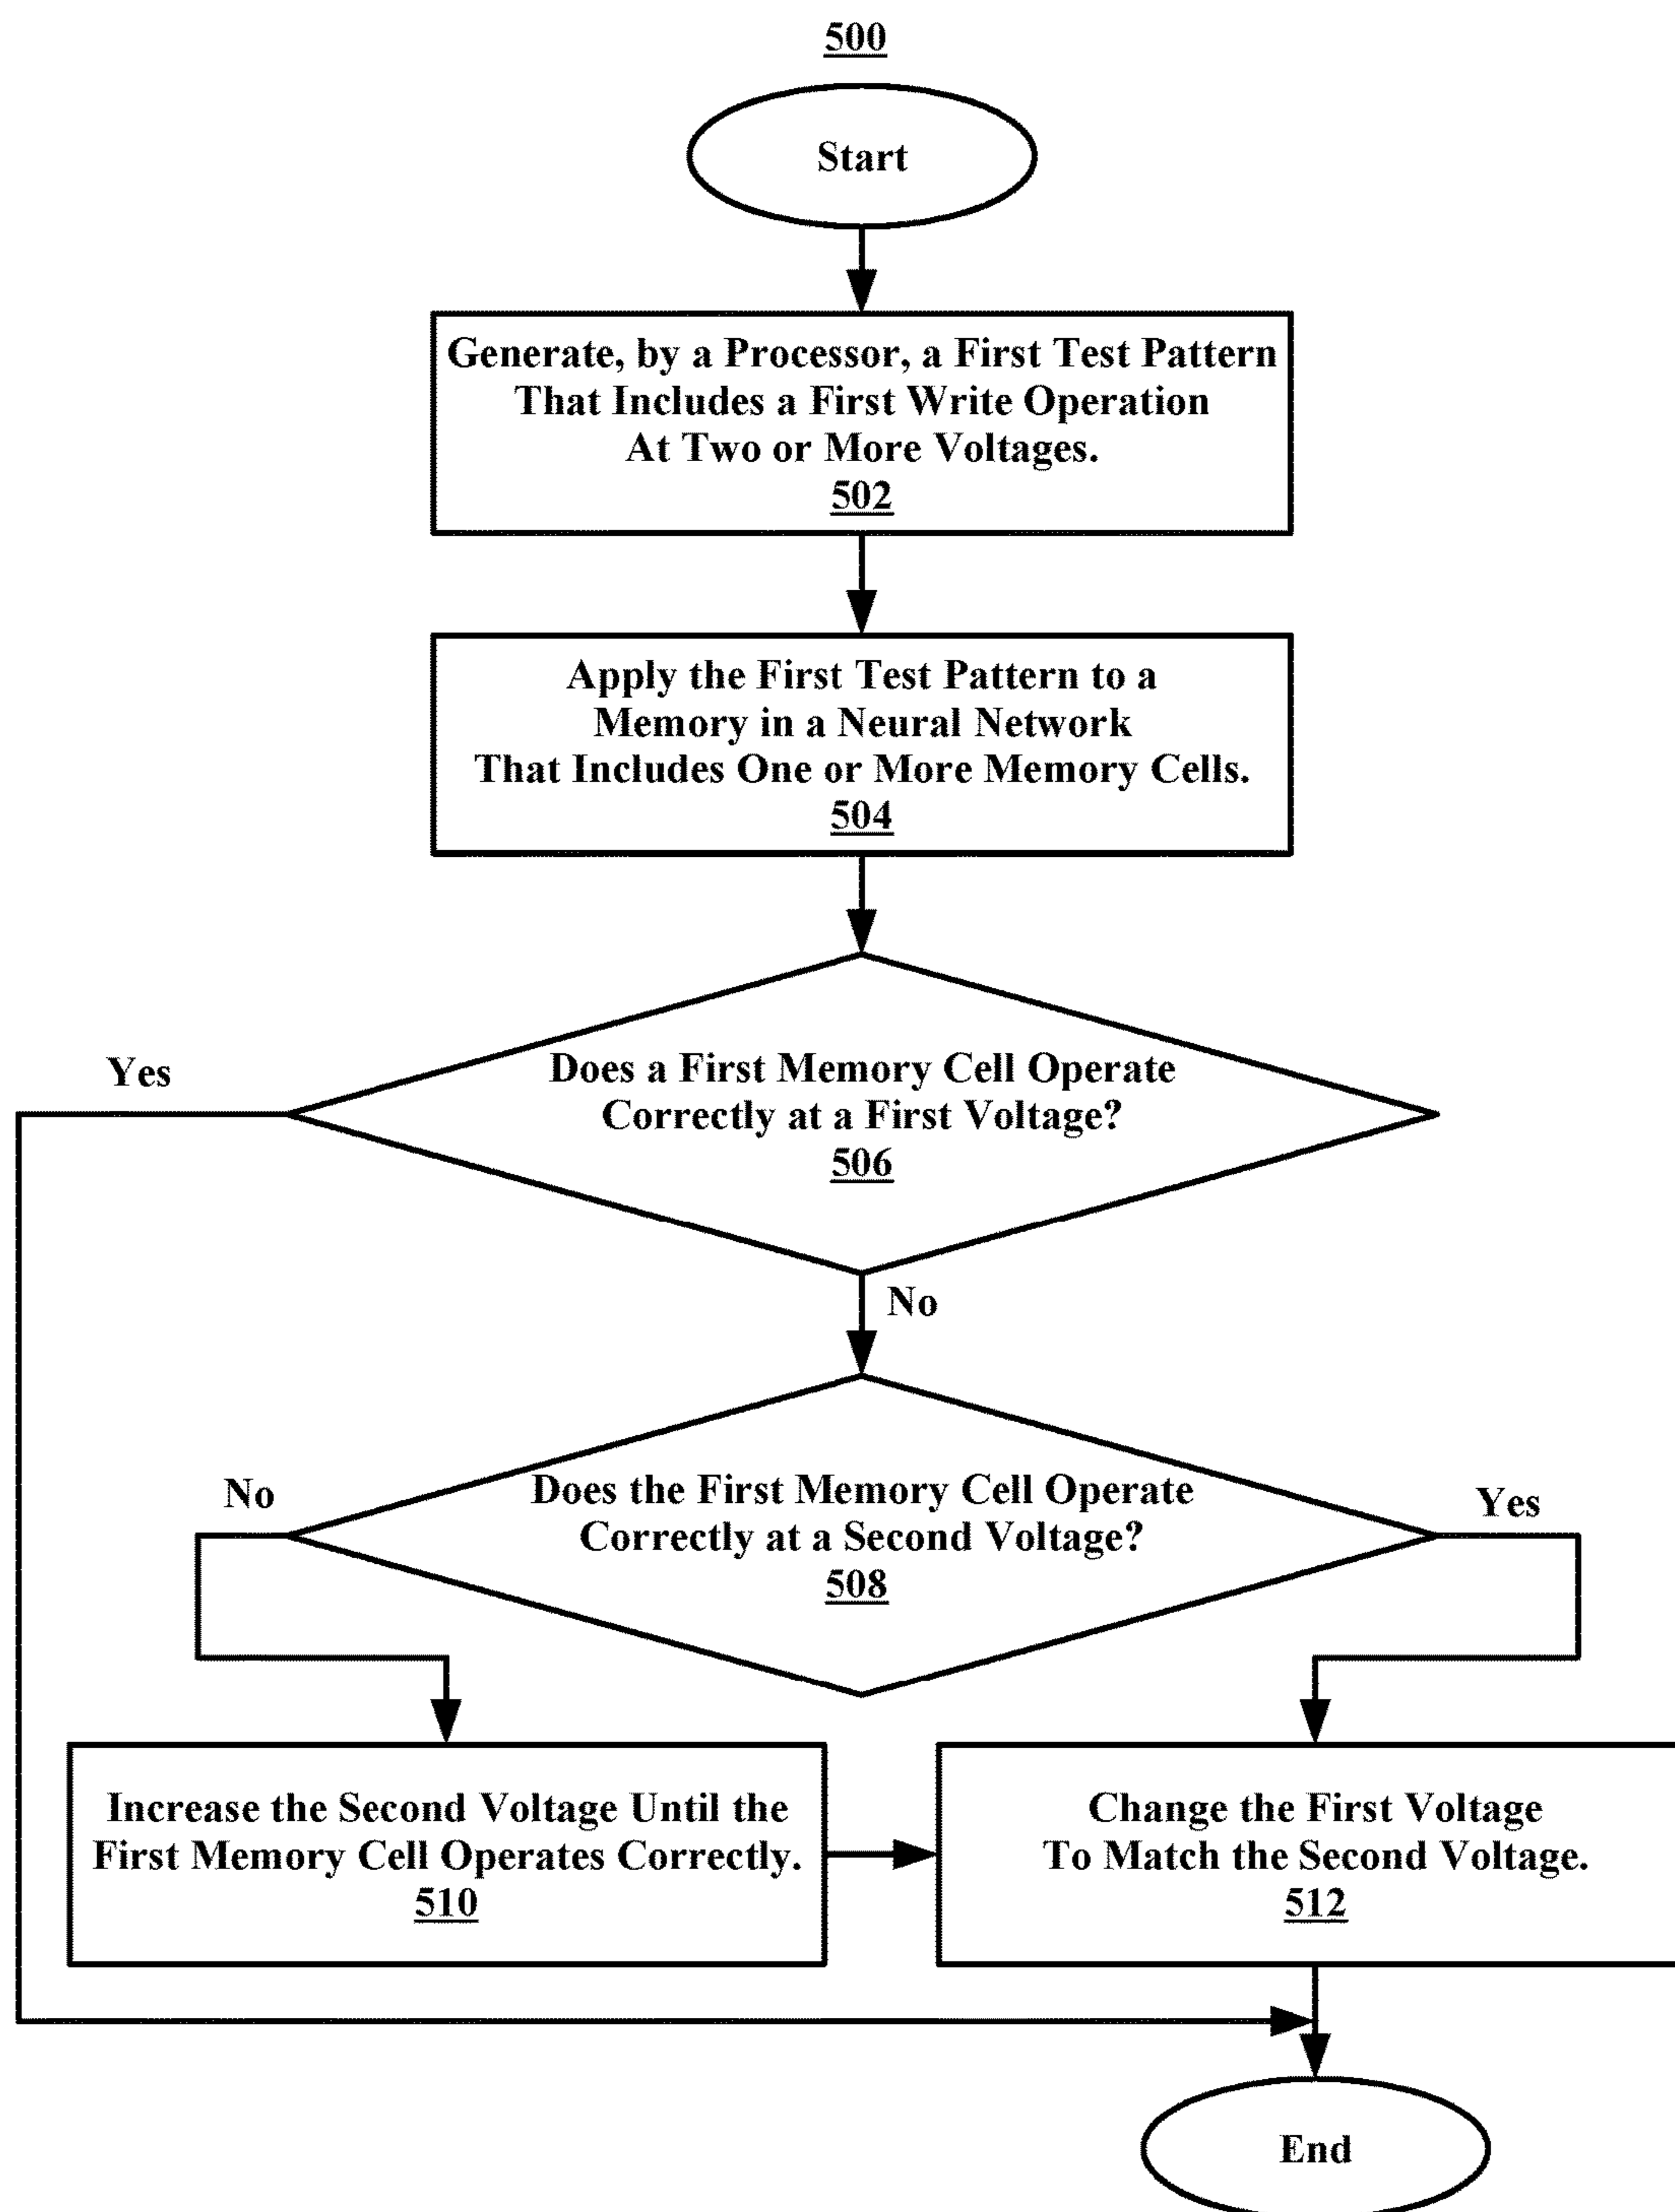 500
Start
Generate, by a Processor, a First Test Pattern
That Includes a First Write Operation
At Two or More Voltages.
502
Apply the First Test Pattern to a
Memory in a Neural Network
That Includes One or More Memory Cells.
504
Yes
Does a First Memory Cell Operate
Correctly at a First Voltage?
506
No
No
Does the First Memory Cell Operate
Correctly at a Second Voltage?
508
Yes
Increase the Second Voltage Until the
First Memory Cell Operates Correctly.
510
Change the First Voltage
To Match the Second Voltage.
512
End